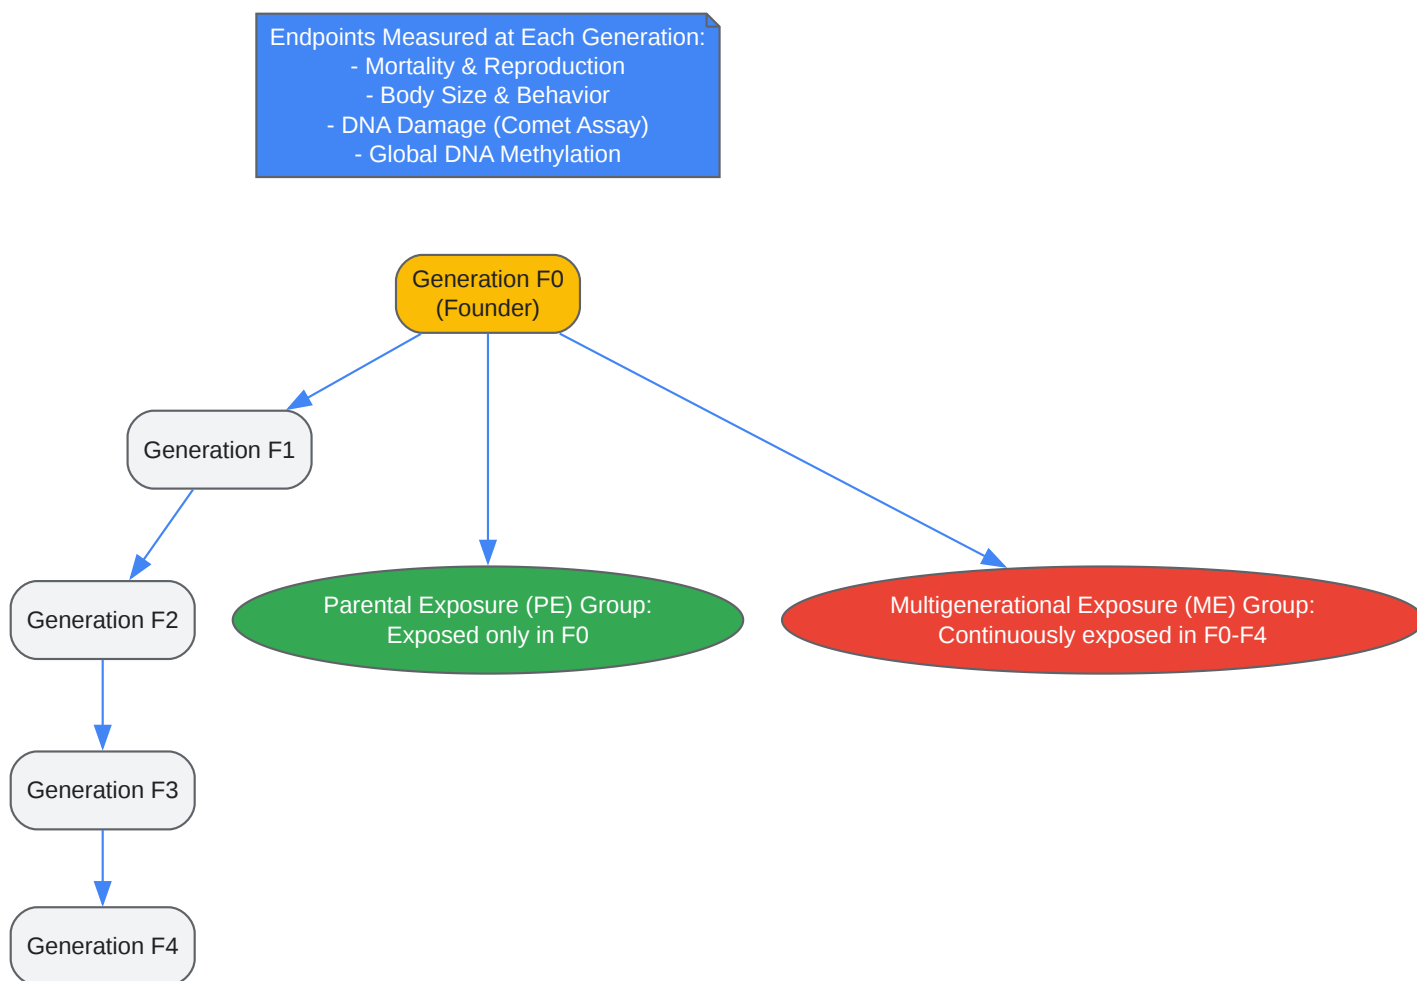 Endpoints Measured at Each Generation:
- Mortality & Reproduction
- Body Size & Behavior
- DNA Damage (Comet Assay)
- Global DNA Methylation
Generation F0
(Founder)
Generation F1
Generation F2
Parental Exposure (PE) Group:
Exposed only in F0
Multigenerational Exposure (ME) Group:
Continuously exposed in F0-F4
Generation F3
Generation F4